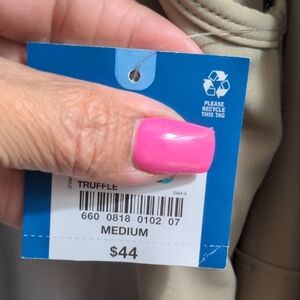 PLEASE
RECYCLE
THIS TAG
TRUFFLE
660 0818 0102 07
MEDIUM
$44